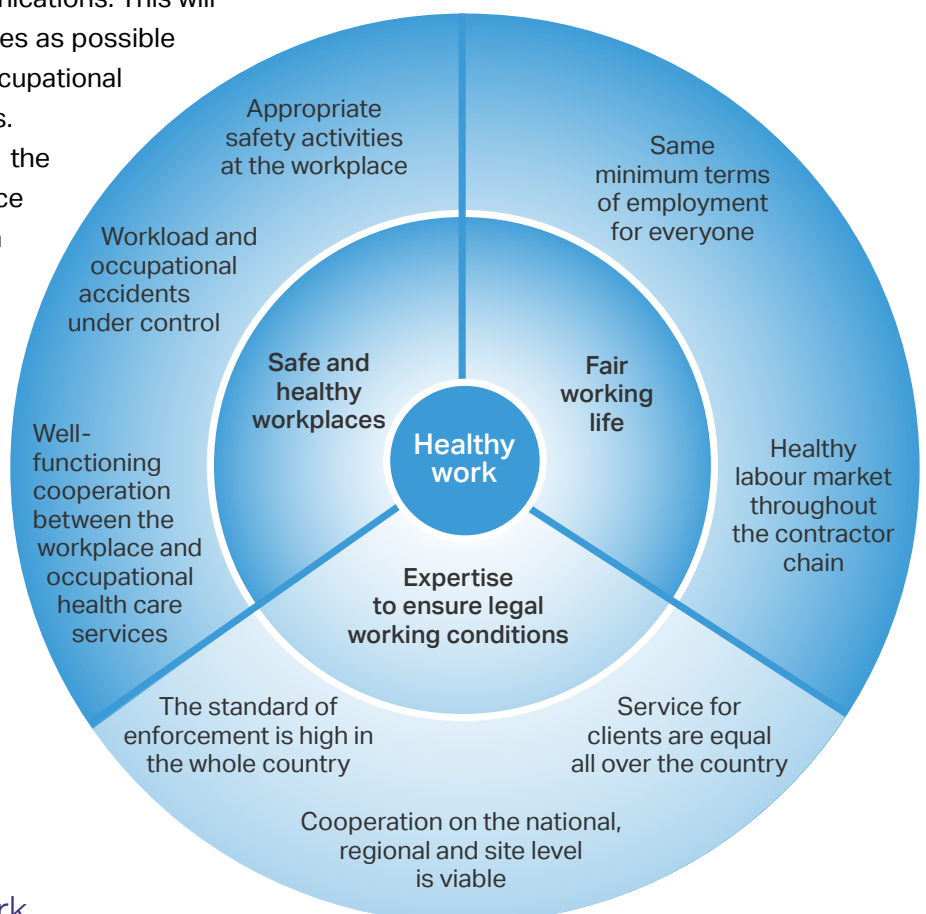 nications. This will
es as possible
cupational
s.
the
ce
Appropriate
safety activities
at the workplace
Workload and
occupational
accidents
under control
Well-
functioning
cooperation
between the
workplace and
occupational
health care
services
Same
minimum terms
of employment
for everyone
Healthy
labour market
throughout
the contractor
chain
Safe and
healthy
workplaces
Fair
working
life
Healthy
work
Expertise
to ensure legal
working conditions
The standard of
enforcement is high in
the whole country
Service for
clients are equal
all over the country
Cooperation on the national,
regional and site level
is viable
rk